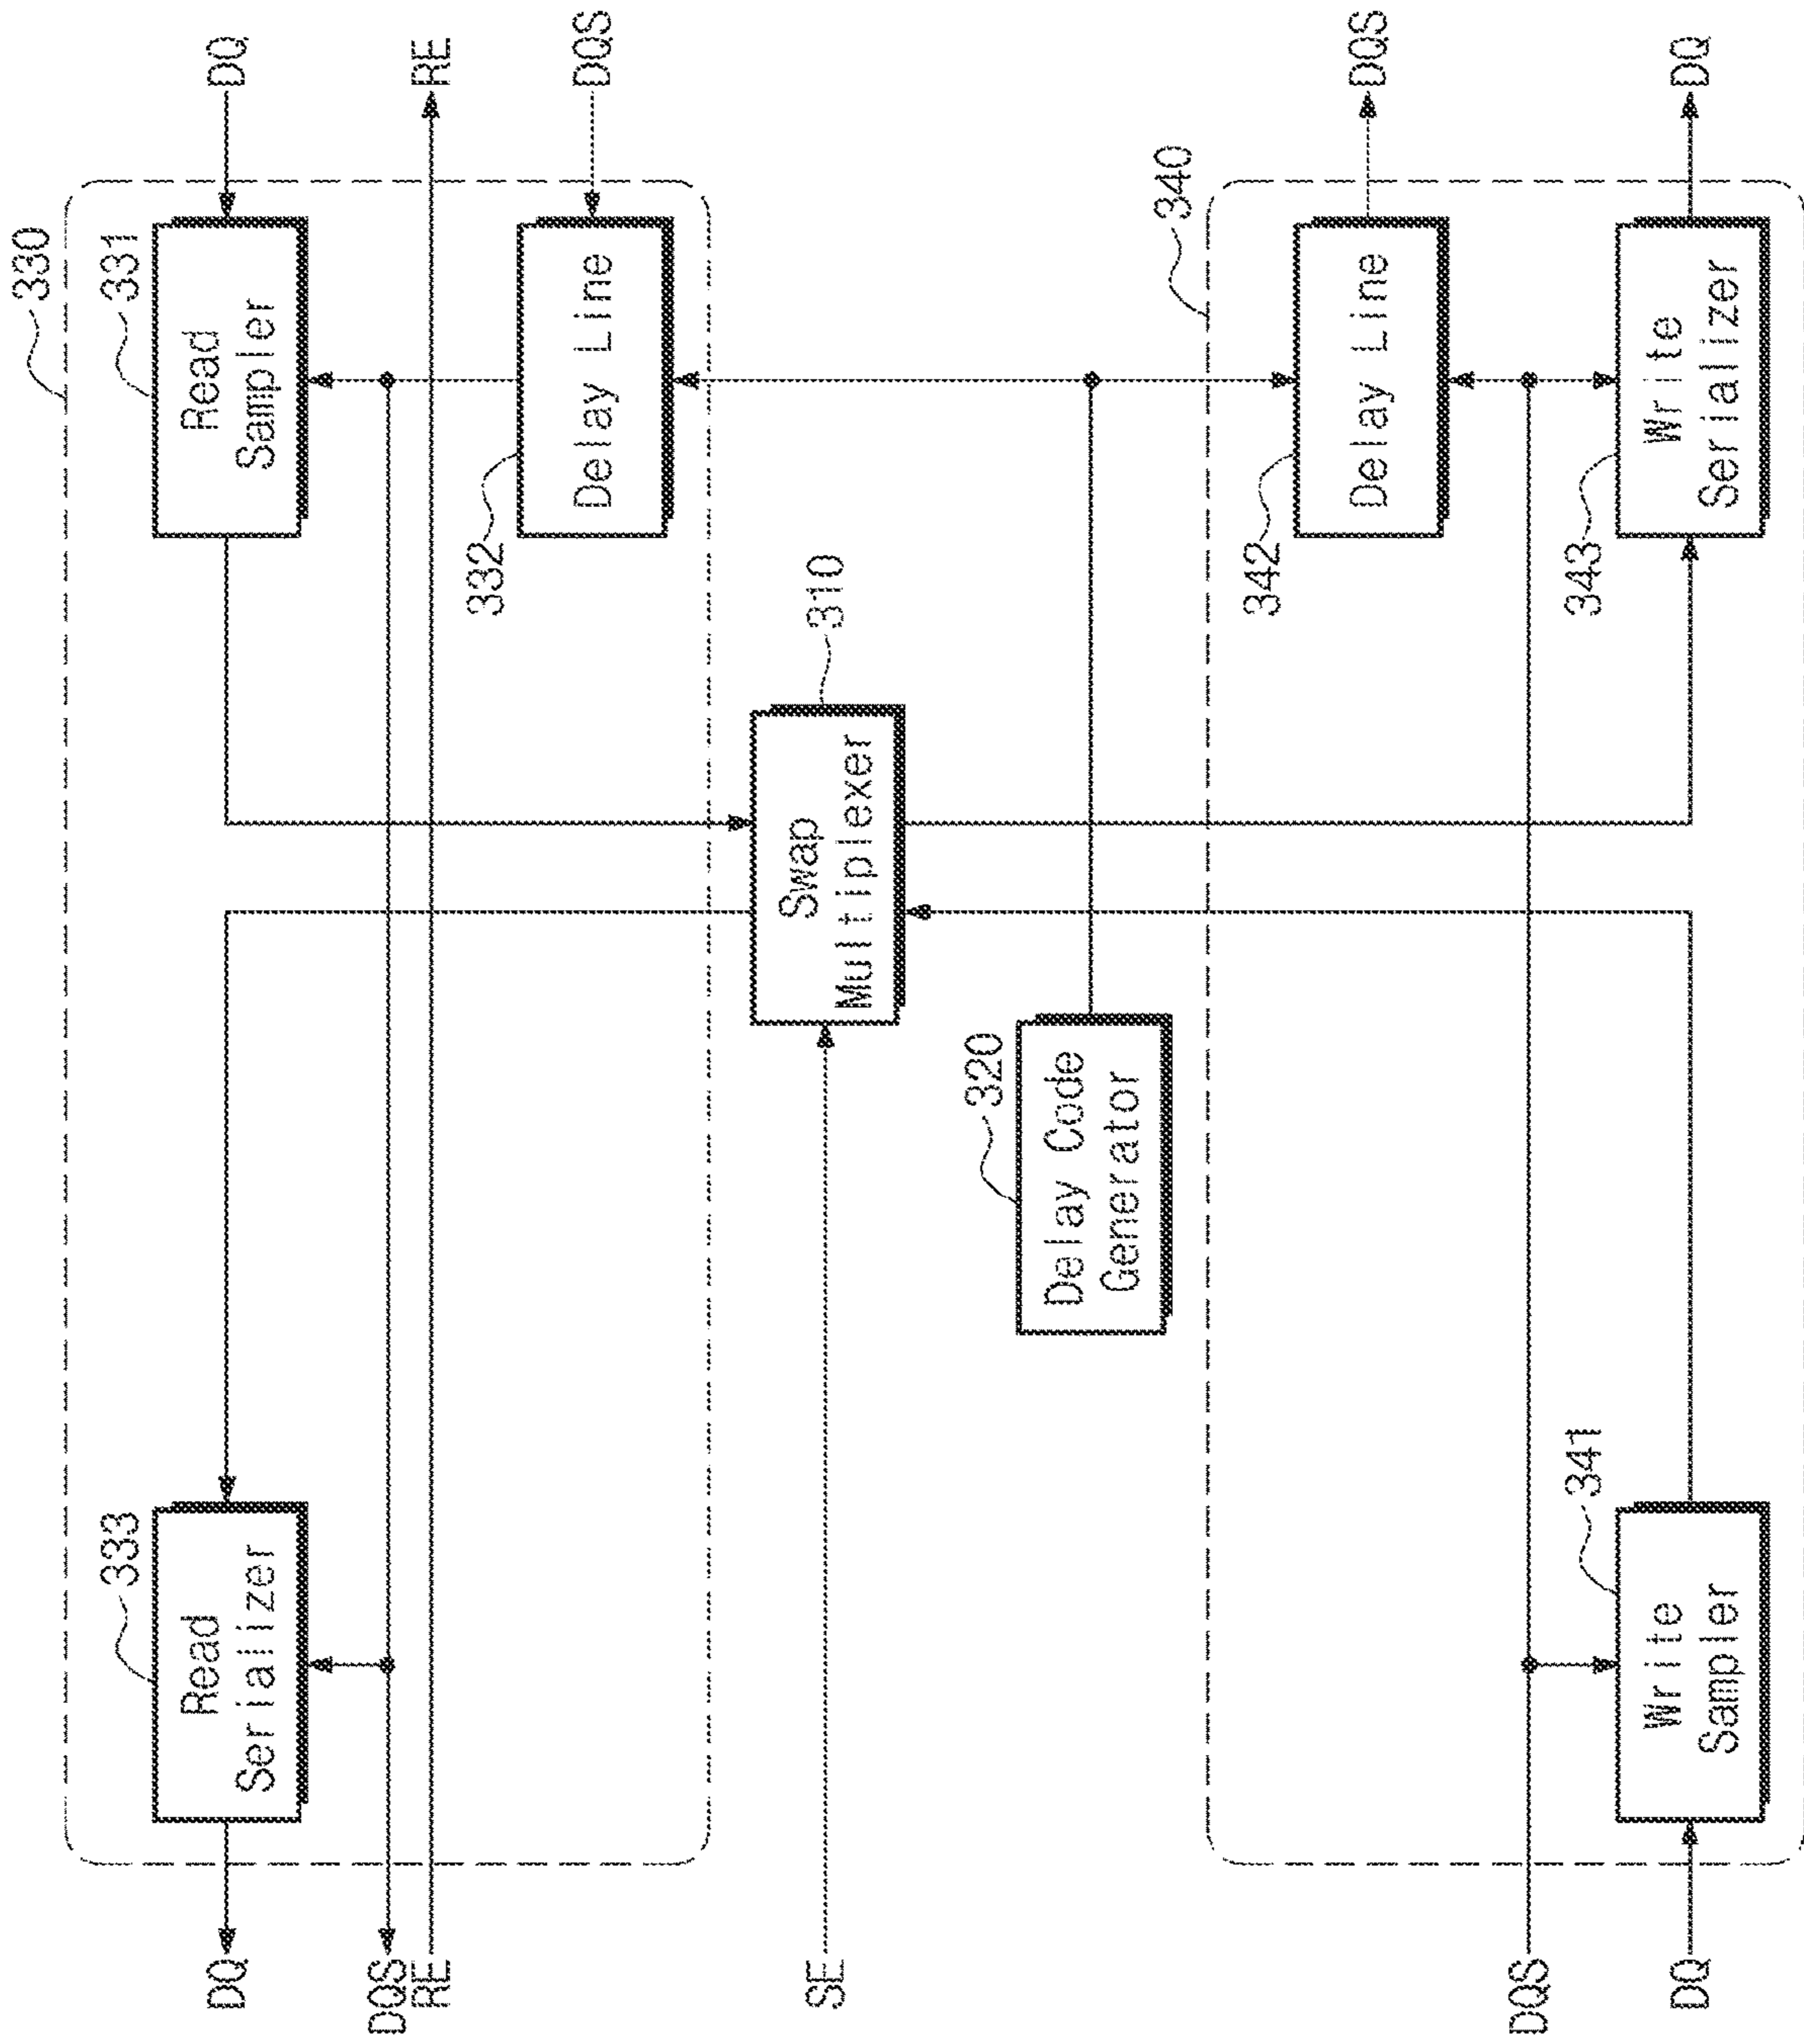 330
DQ
333
Read
Serializer
331
Read
Sampler
DQ
DQS
RE
RE
332
Delay Line
DQS
SE
310
Swap
Multiplexer
320
Delay Code
Generator
340
342
Delay Line
DQS
DQS
DQ
341
Write
Sampler
343
Write
Serializer
DQ